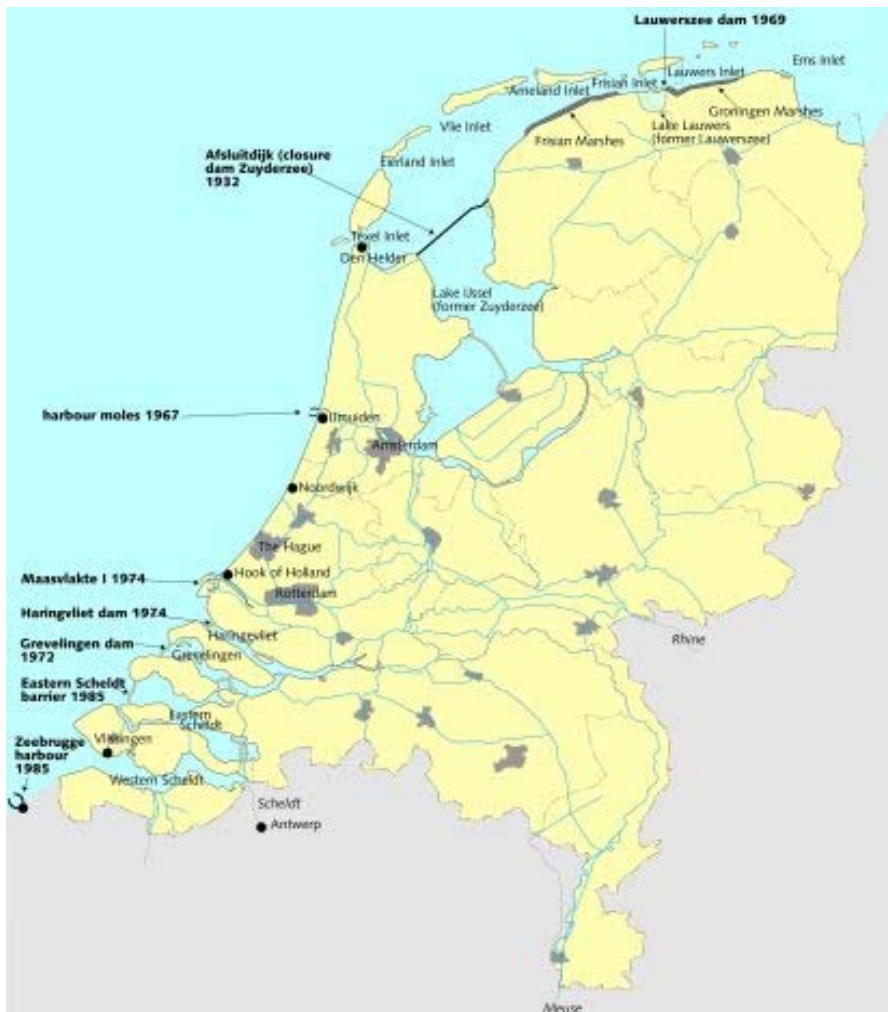 Lauwerszee dam 1969
Ems Inlet
Frisian Inlet
Lauwers Inlet
Ameland Inlet
Groningen Marshes
Vlie Inlet
Lake Lauwers
(former Lauwerszee)
Frisian Marshes
Afsluitdijk (closure
dam Zuyderzee)
1932
Eierland Inlet
Texel Inlet
Den Helder
Lake IJssel
(former Zuyderzee)
harbour moles 1967
IJmuiden
Amsterdam
Noordwijk
The Hague
Maasvlakte I 1974
Hook of Holland
Rotterdam
Haringvliet dam 1974
Haringevliet
Rhine
Grevelingen dam
1972
Grevelingen
Eastern Scheldt
barrier 1985
Eastern
Scheldt
Zeebrugge
harbour
1985
Vlissingen
Western Scheldt
Scheldt
Antwerp
Meuse